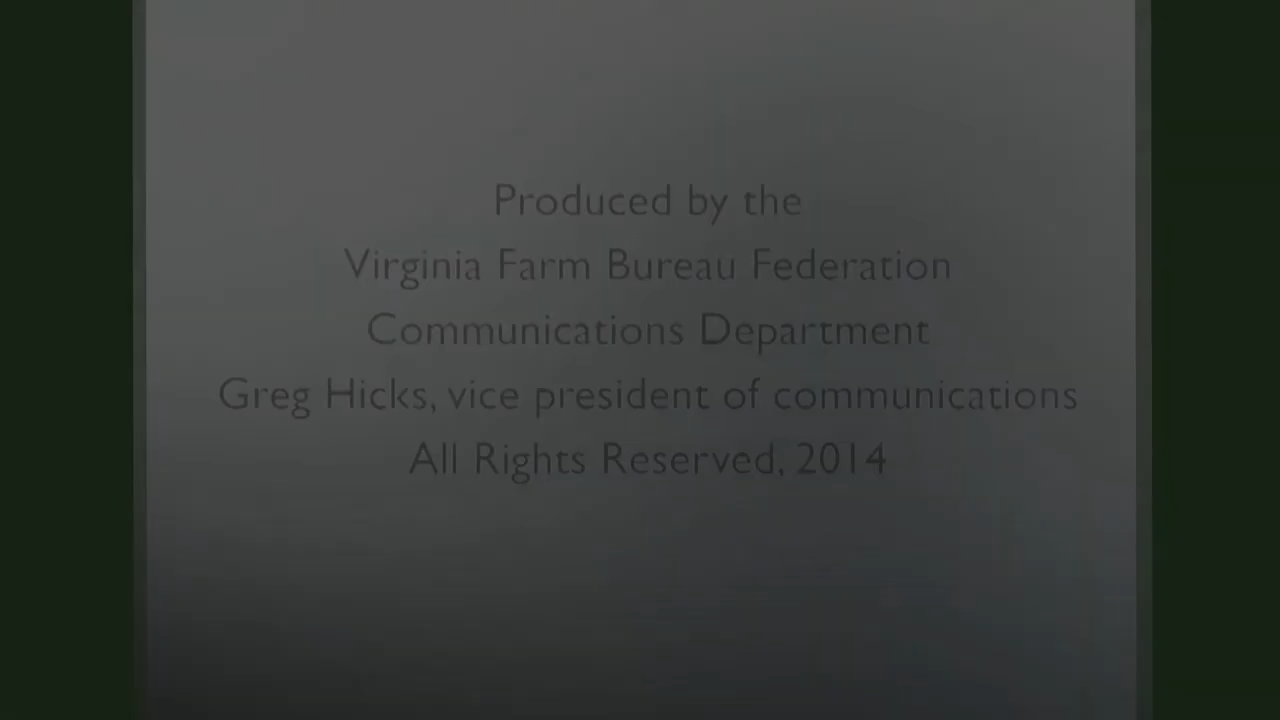 Produced by the
Virginia Farm Bureau Federation
Communications Department
Greg Hicks, vice president of communications
All Rights Reserved, 2014